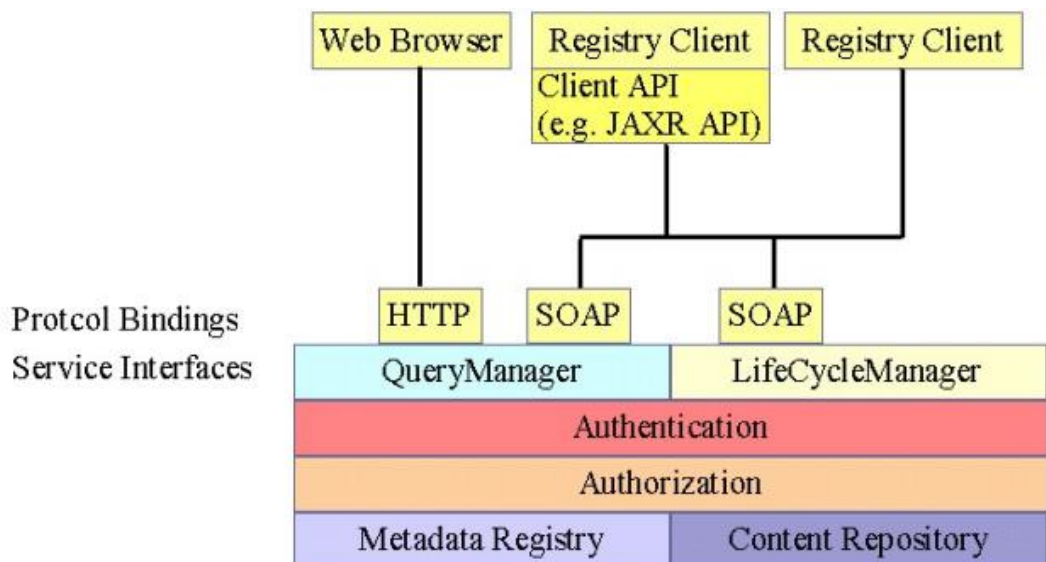 Web Browser
Registry Client
Registry Client
Client API
(e.g. JAXR API)
HTTP
SOAP
SOAP
Protcol Bindings
Service Interfaces
QueryManager
LifeCycleManager
Authentication
Authorization
Metadata Registry
Content Repository